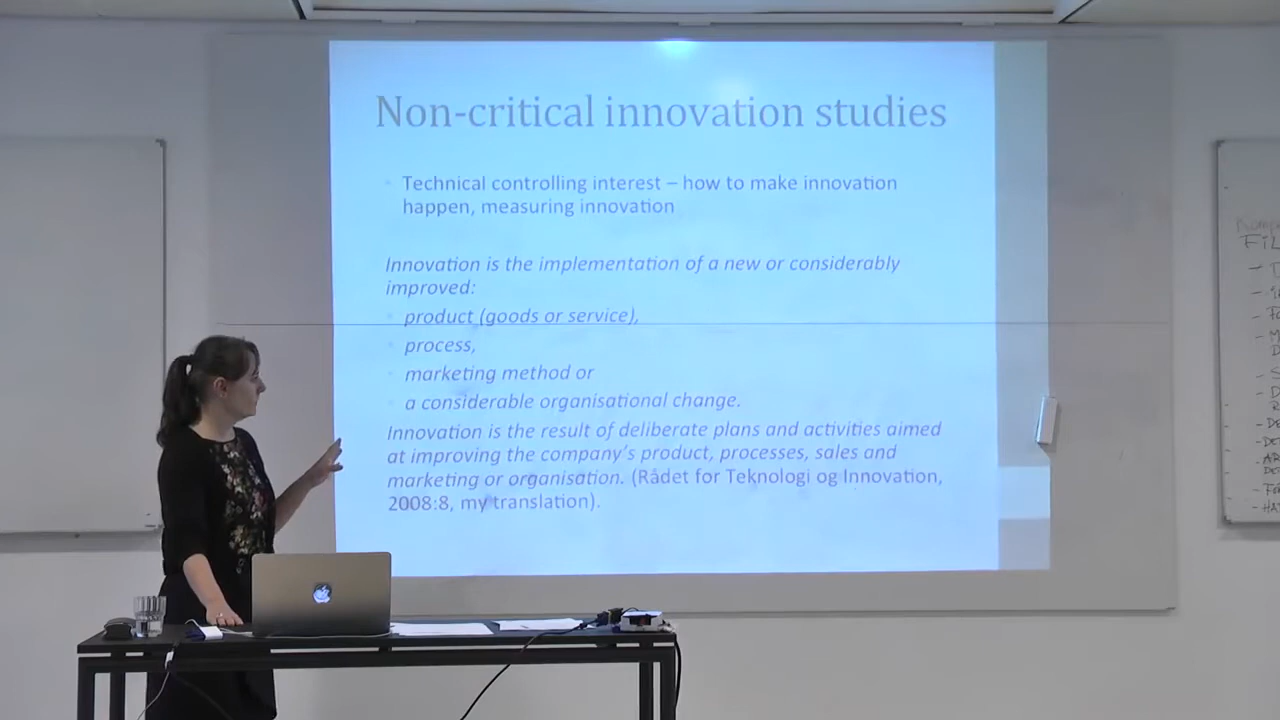 Non-critical innovation studies
Technical controlling interest – how to make innovation
happen, measuring innovation
Innovation is the implementation of a new or considerably
improved:
product (goods or service),
process,
marketing method or
a considerable organisational change.
Innovation is the result of deliberate plans and activities aimed
at improving the company's product, processes, sales and
marketing or organisation. (Rådet for Teknologi og Innovation,
2008:8, my translation).